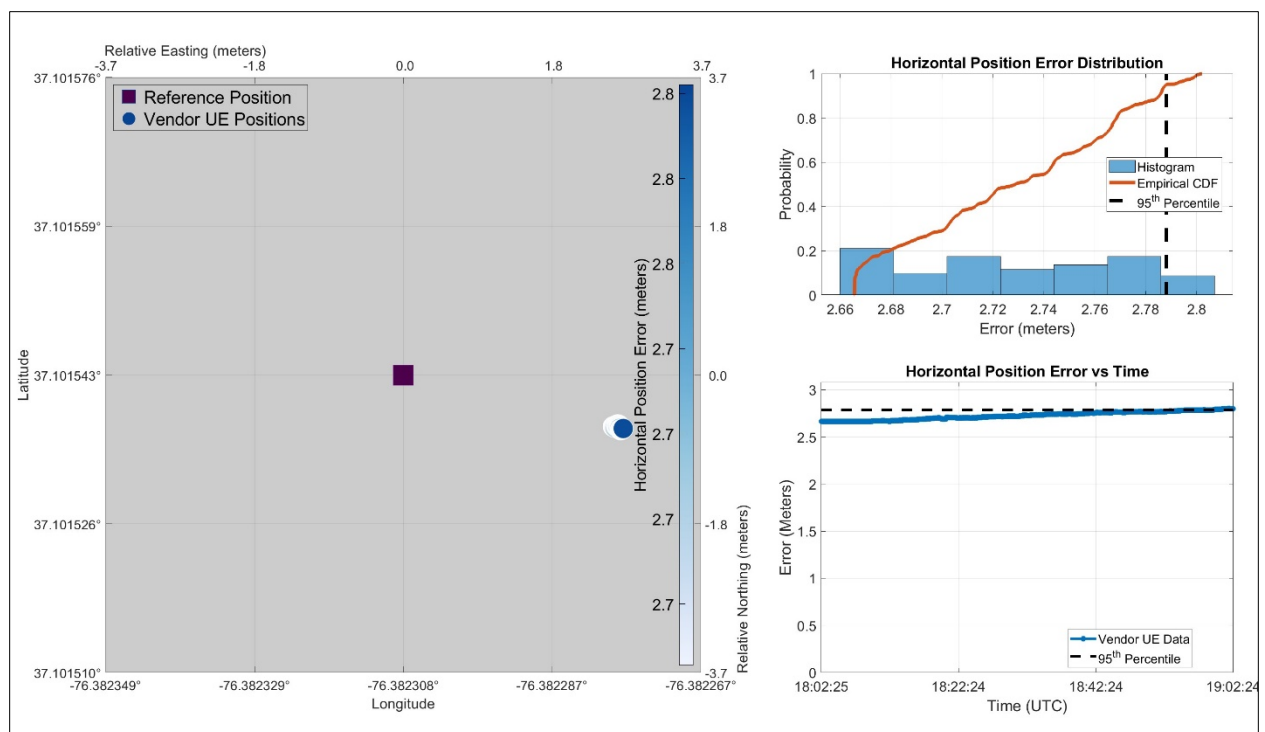 Relative Easting (meters)
-3.7 -1.8 0.0 1.8 3.7
37.101576° 3.7
Reference Position
Vendor UE Positions
2.8
2.8
37.101559° 1.8
2.8
Horizontal Position Error (meters)
2.7
Latitude
37.101543° 0.0
2.7
2.7
37.101526° -1.8
2.7
Relative Northing (meters)
37.101510° -3.7
-76.382349° -76.382329° -76.382308° -76.382287° -76.382267°
Longitude
Horizontal Position Error Distribution
1
0.8
0.6
0.4
0.2
0
Probability
Histogram
Empirical CDF
95th Percentile
2.66 2.68 2.7 2.72 2.74 2.76 2.78 2.8
Error (meters)
Horizontal Position Error vs Time
3
2.5
2
1.5
1
0.5
0
Error (Meters)
Vendor UE Data
95th Percentile
18:02:25 18:22:24 18:42:24 19:02:24
Time (UTC)